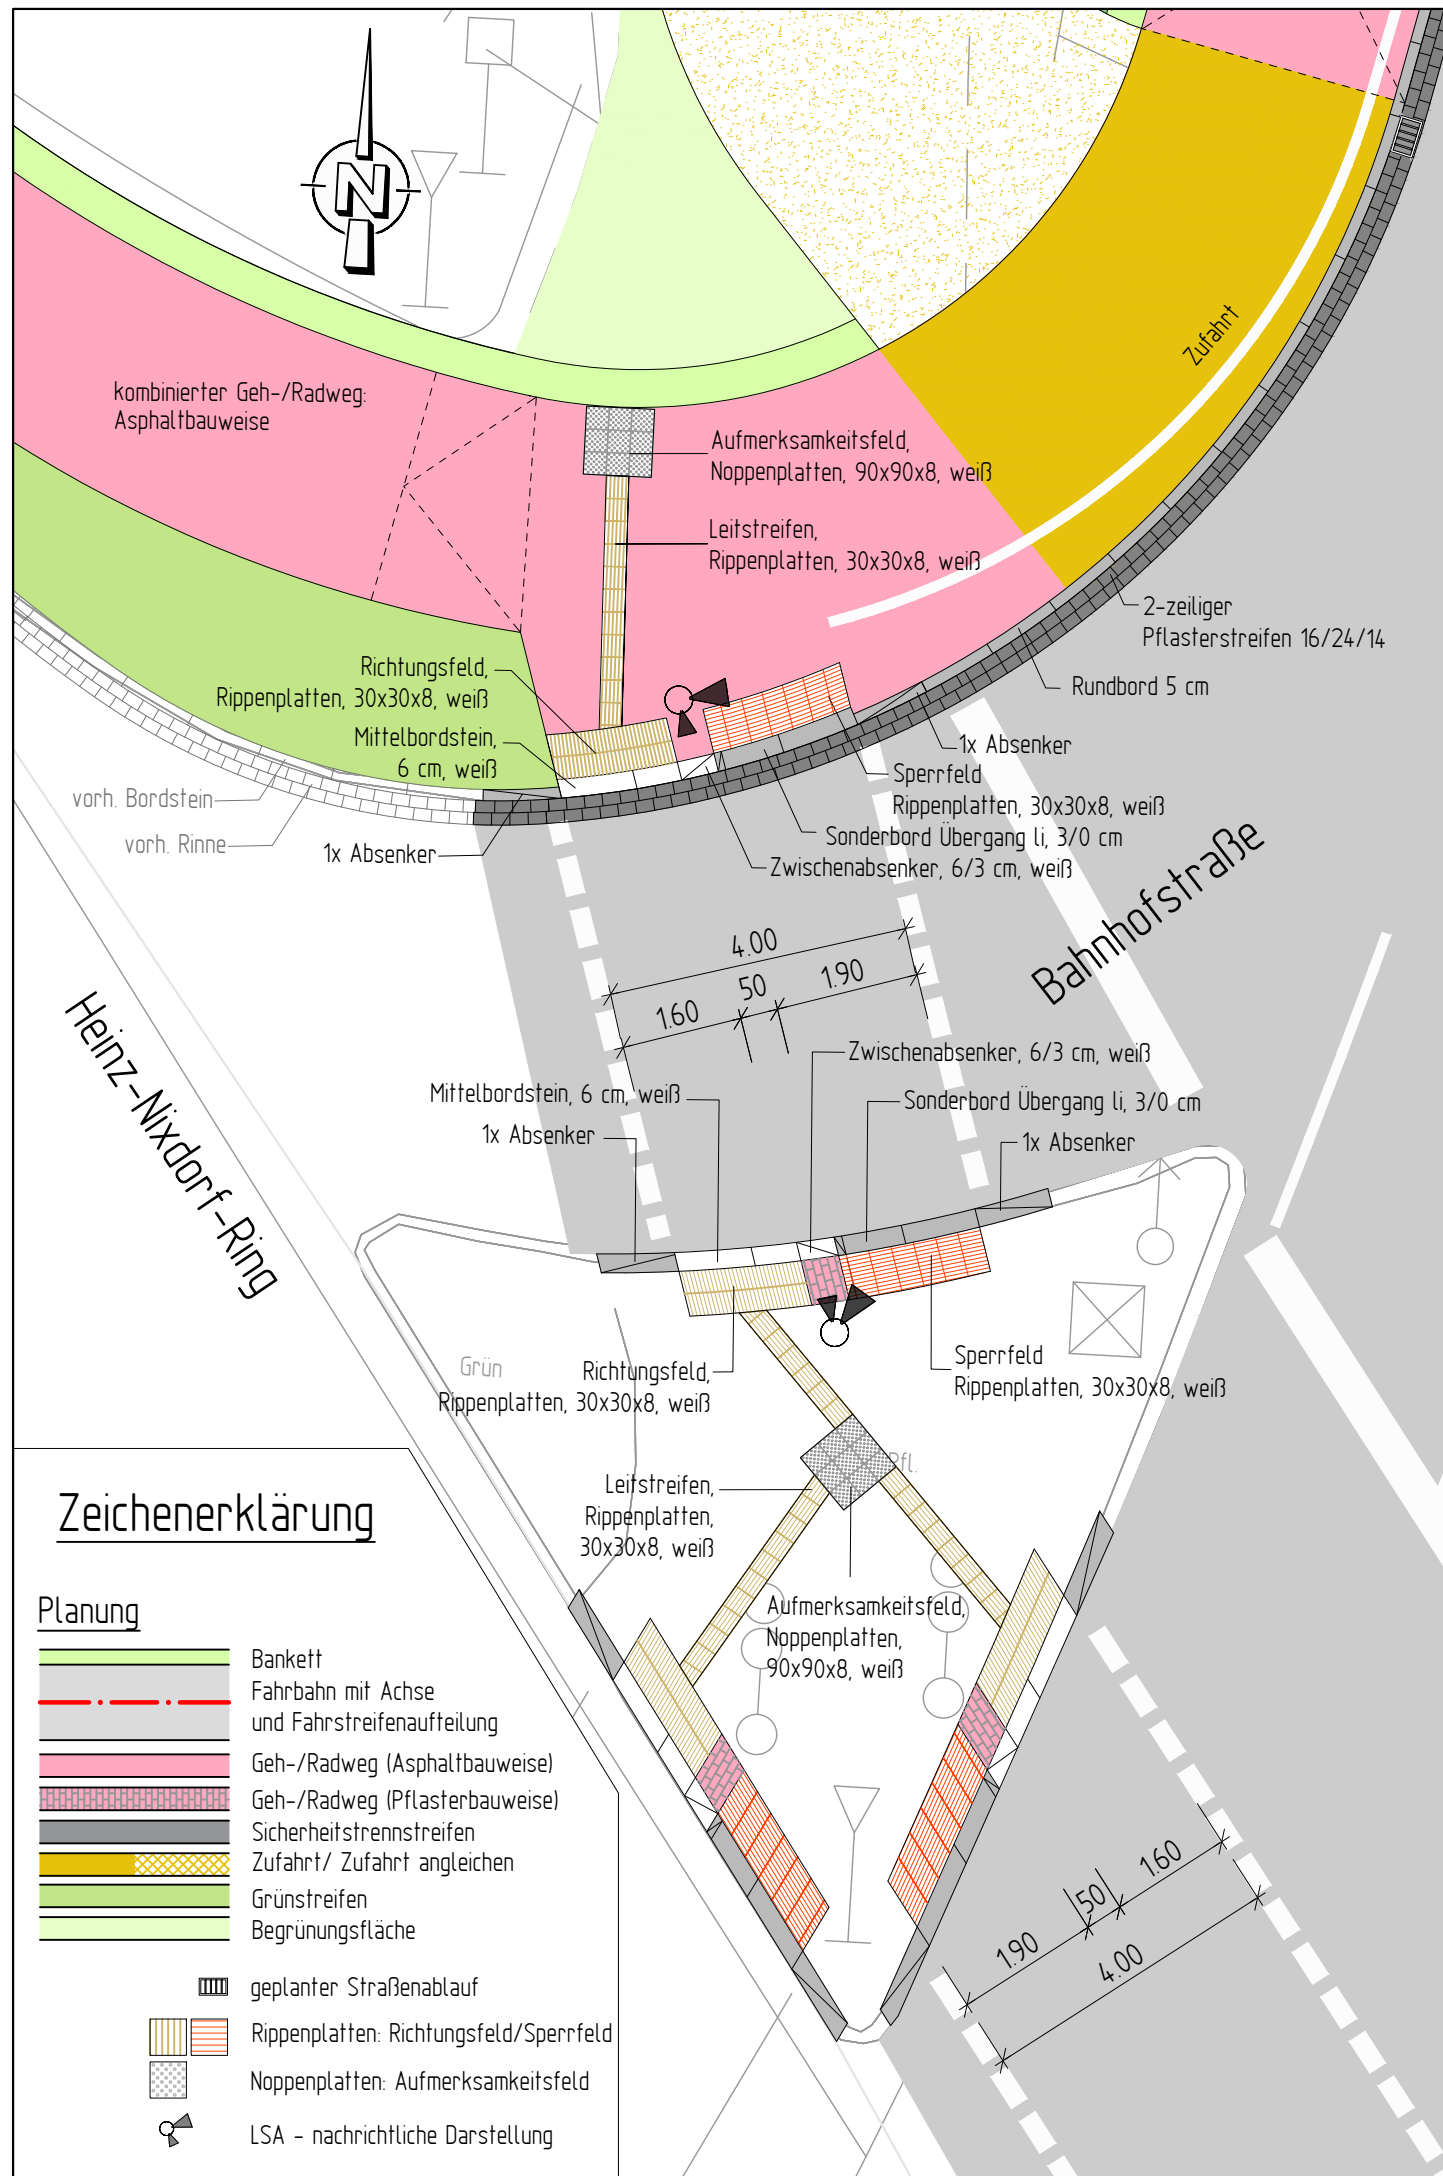 N
kombinierter Geh-/Radweg:
Asphaltbauweise
Zufahrt
Aufmerksamkeitsfeld,
Noppenplatten, 90x90x8, weiß
Leitstreifen,
Rippenplatten, 30x30x8, weiß
2-zeiliger
Pflasterstreifen 16/24/14
Rundbord 5 cm
1x Absenker
Richtungsfeld,
Rippenplatten, 30x30x8, weiß
Mittelbordstein,
6 cm, weiß
Sperrfeld
Rippenplatten, 30x30x8, weiß
Sonderbord Übergang li, 3/0 cm
Zwischenabsenker, 6/3 cm, weiß
vorh. Bordstein
vorh. Rinne
1x Absenker
Bahnhofstraße
4.00
1.60
50
1.90
Heinz-Nixdorf-Ring
Zwischenabsenker, 6/3 cm, weiß
Mittelbordstein, 6 cm, weiß
Sonderbord Übergang li, 3/0 cm
1x Absenker
1x Absenker
Grün
Richtungsfeld,
Rippenplatten, 30x30x8, weiß
Sperrfeld
Rippenplatten, 30x30x8, weiß
Pfl.
Leitstreifen,
Rippenplatten,
30x30x8, weiß
Aufmerksamkeitsfeld,
Noppenplatten,
90x90x8, weiß
1.90
50
1.60
4.00
Zeichenerklärung
Planung
Bankett
Fahrbahn mit Achse
und Fahrstreifenaufteilung
Geh-/Radweg (Asphaltbauweise)
Geh-/Radweg (Pflasterbauweise)
Sicherheitstrennstreifen
Zufahrt/ Zufahrt angleichen
Grünstreifen
Begrünungsfläche
geplanter Straßenablauf
Rippenplatten: Richtungsfeld/Sperrfeld
Noppenplatten: Aufmerksamkeitsfeld
LSA - nachrichtliche Darstellung